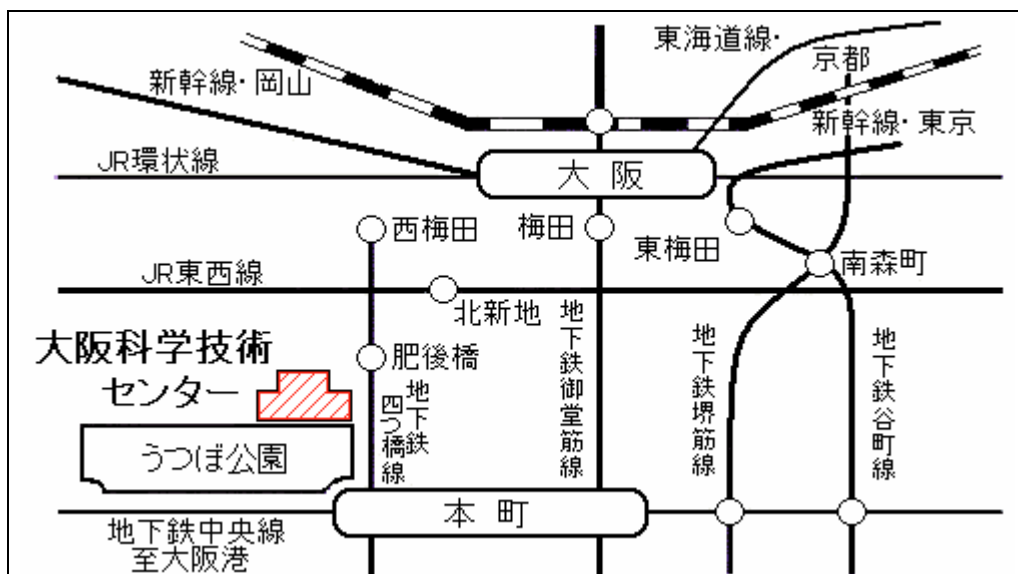 東海道線・
京都
新幹線・岡山
新幹線・東京
JR環状線
大阪
西梅田
梅田
東梅田
南森町
JR東西線
北新地
大阪科学技術
センター
肥後橋
地下鉄
四つ橋線
地下鉄御堂筋線
地下鉄堺筋線
地下鉄谷町線
うつぼ公園
本町
地下鉄中央線
至大阪港